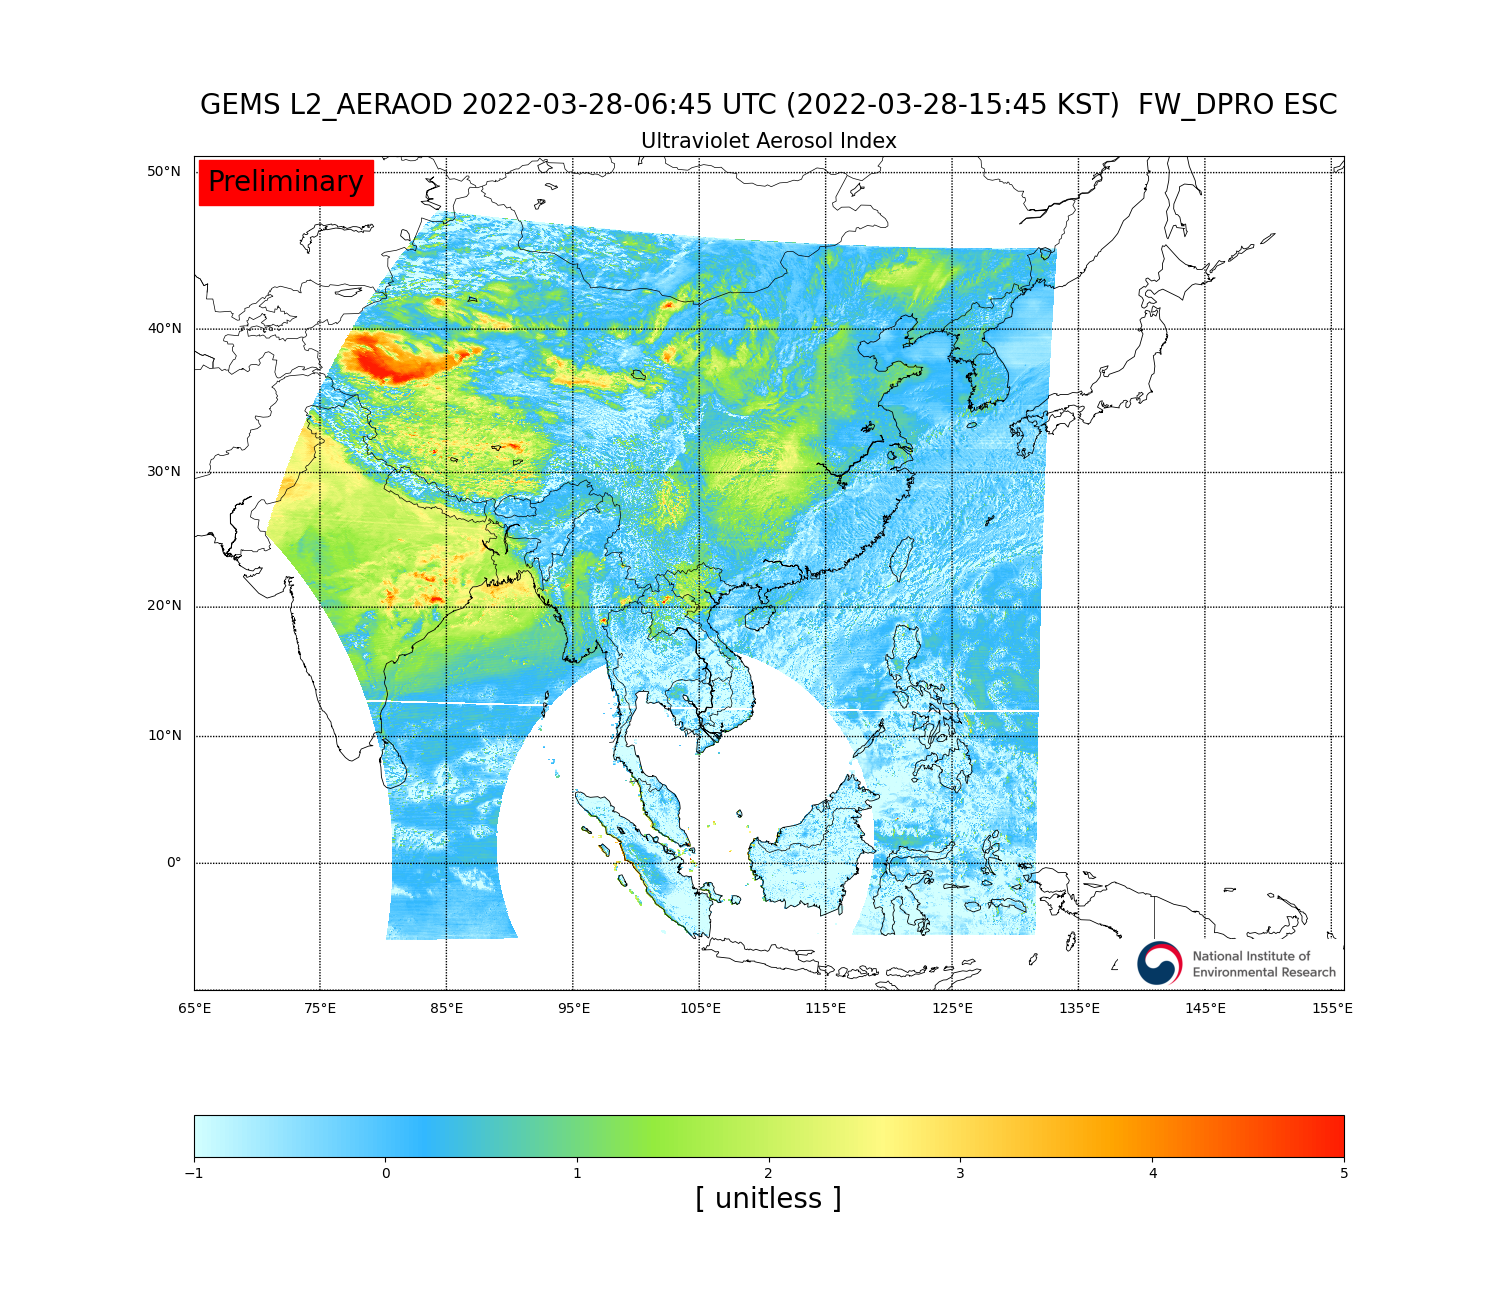 GEMS L2_AERAOD 2022-03-28-06:45 UTC (2022-03-28-15:45 KST)  FW_DPRO ESC
Ultraviolet Aerosol Index
Preliminary
50°N
40°N
30°N
20°N
10°N
0°
National Institute of
Environmental Research
65°E 75°E 85°E 95°E 105°E 115°E 125°E 135°E 145°E 155°E
−1 0 1 2 3 4 5
[ unitless ]